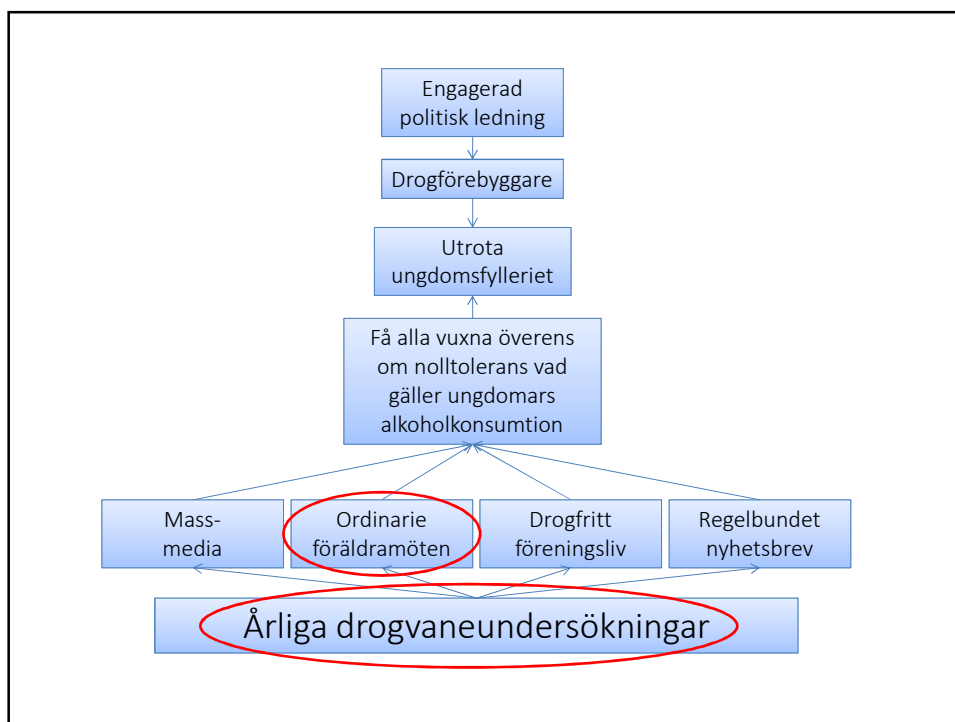 Engagerad
politisk ledning
Drogförebyggare
Utrota
ungdomsfylleriet
Få alla vuxna överens
om nolltolerans vad
gäller ungdomars
alkoholkonsumtion
Mass-
media
Ordinarie
föräldramöten
Drogfritt
föreningsliv
Regelbundet
nyhetsbrev
Årliga drogvaneundersökningar